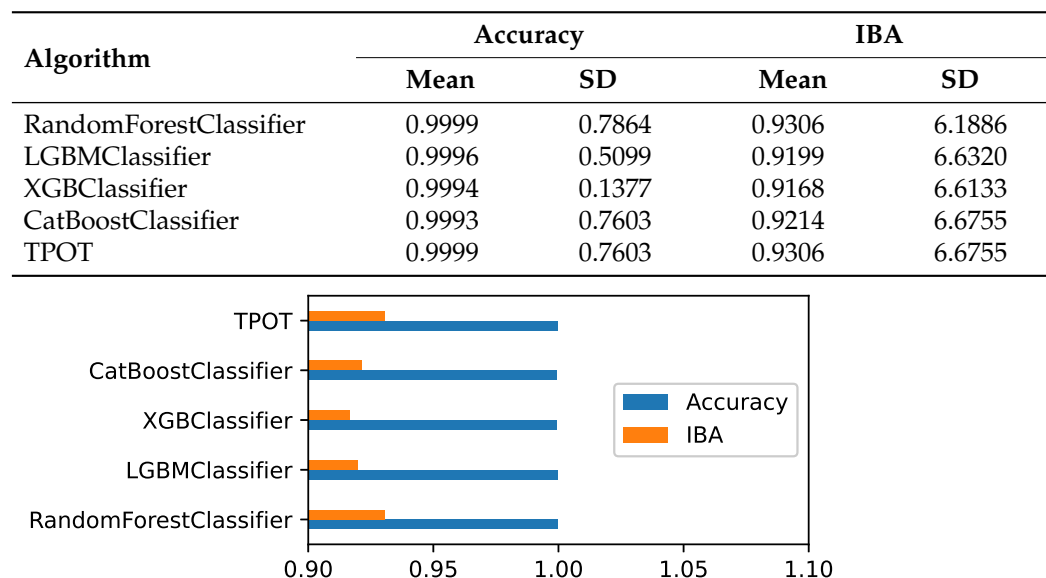 Algorithm Accuracy IBA
Mean SD Mean SD
RandomForestClassifier 0.9999 0.7864 0.9306 6.1886
LGBMClassifier 0.9996 0.5099 0.9199 6.6320
XGBClassifier 0.9994 0.1377 0.9168 6.6133
CatBoostClassifier 0.9993 0.7603 0.9214 6.6755
TPOT 0.9999 0.7603 0.9306 6.6755
TPOT
CatBoostClassifier
XGBClassifier
LGBMClassifier
RandomForestClassifier
Accuracy
IBA
0.90 0.95 1.00 1.05 1.10